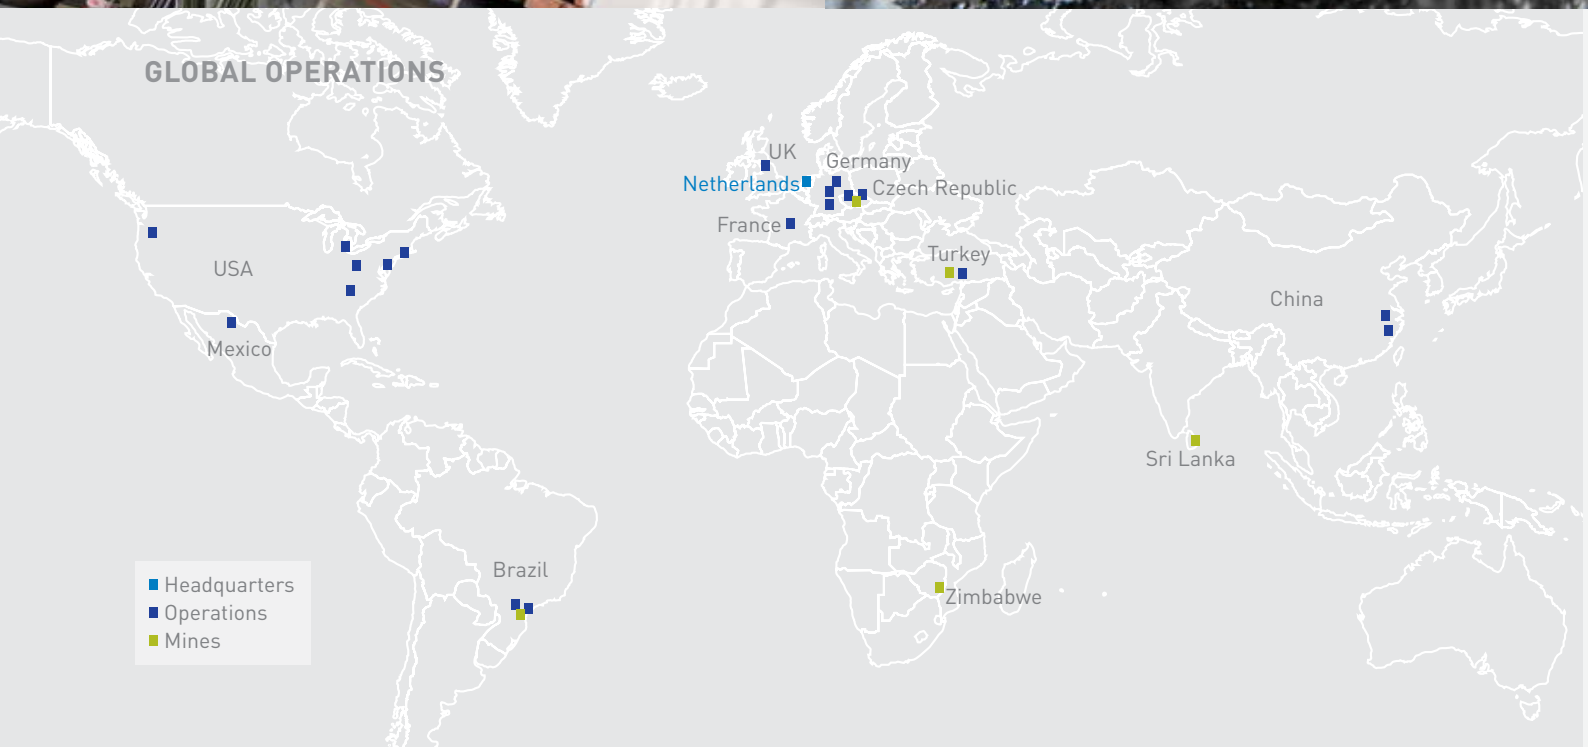 GLOBAL OPERATIONS
UK
Germany
Netherlands
Czech Republic
France
Turkey
USA
China
Mexico
Sri Lanka
Brazil
Zimbabwe
Headquarters
Operations
Mines